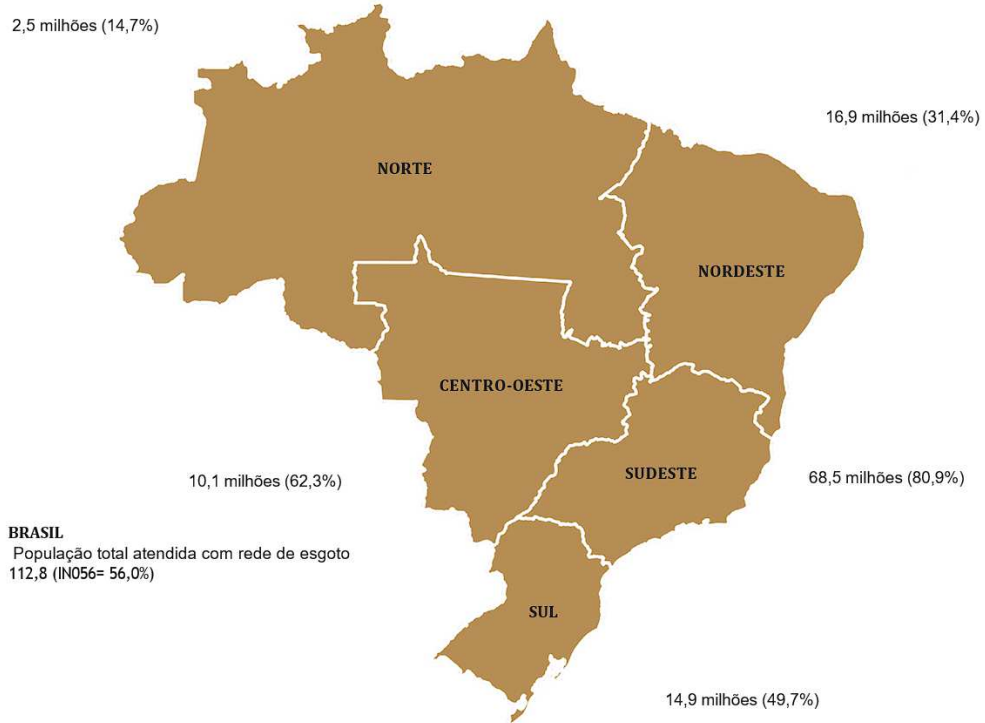 2,5 milhões (14,7%)
16,9 milhões (31,4%)
NORTE
NORDESTE
CENTRO-OESTE
SUDESTE
10,1 milhões (62,3%)
68,5 milhões (80,9%)
BRASIL
População total atendida com rede de esgoto
112,8 (IN056= 56,0%)
SUL
14,9 milhões (49,7%)